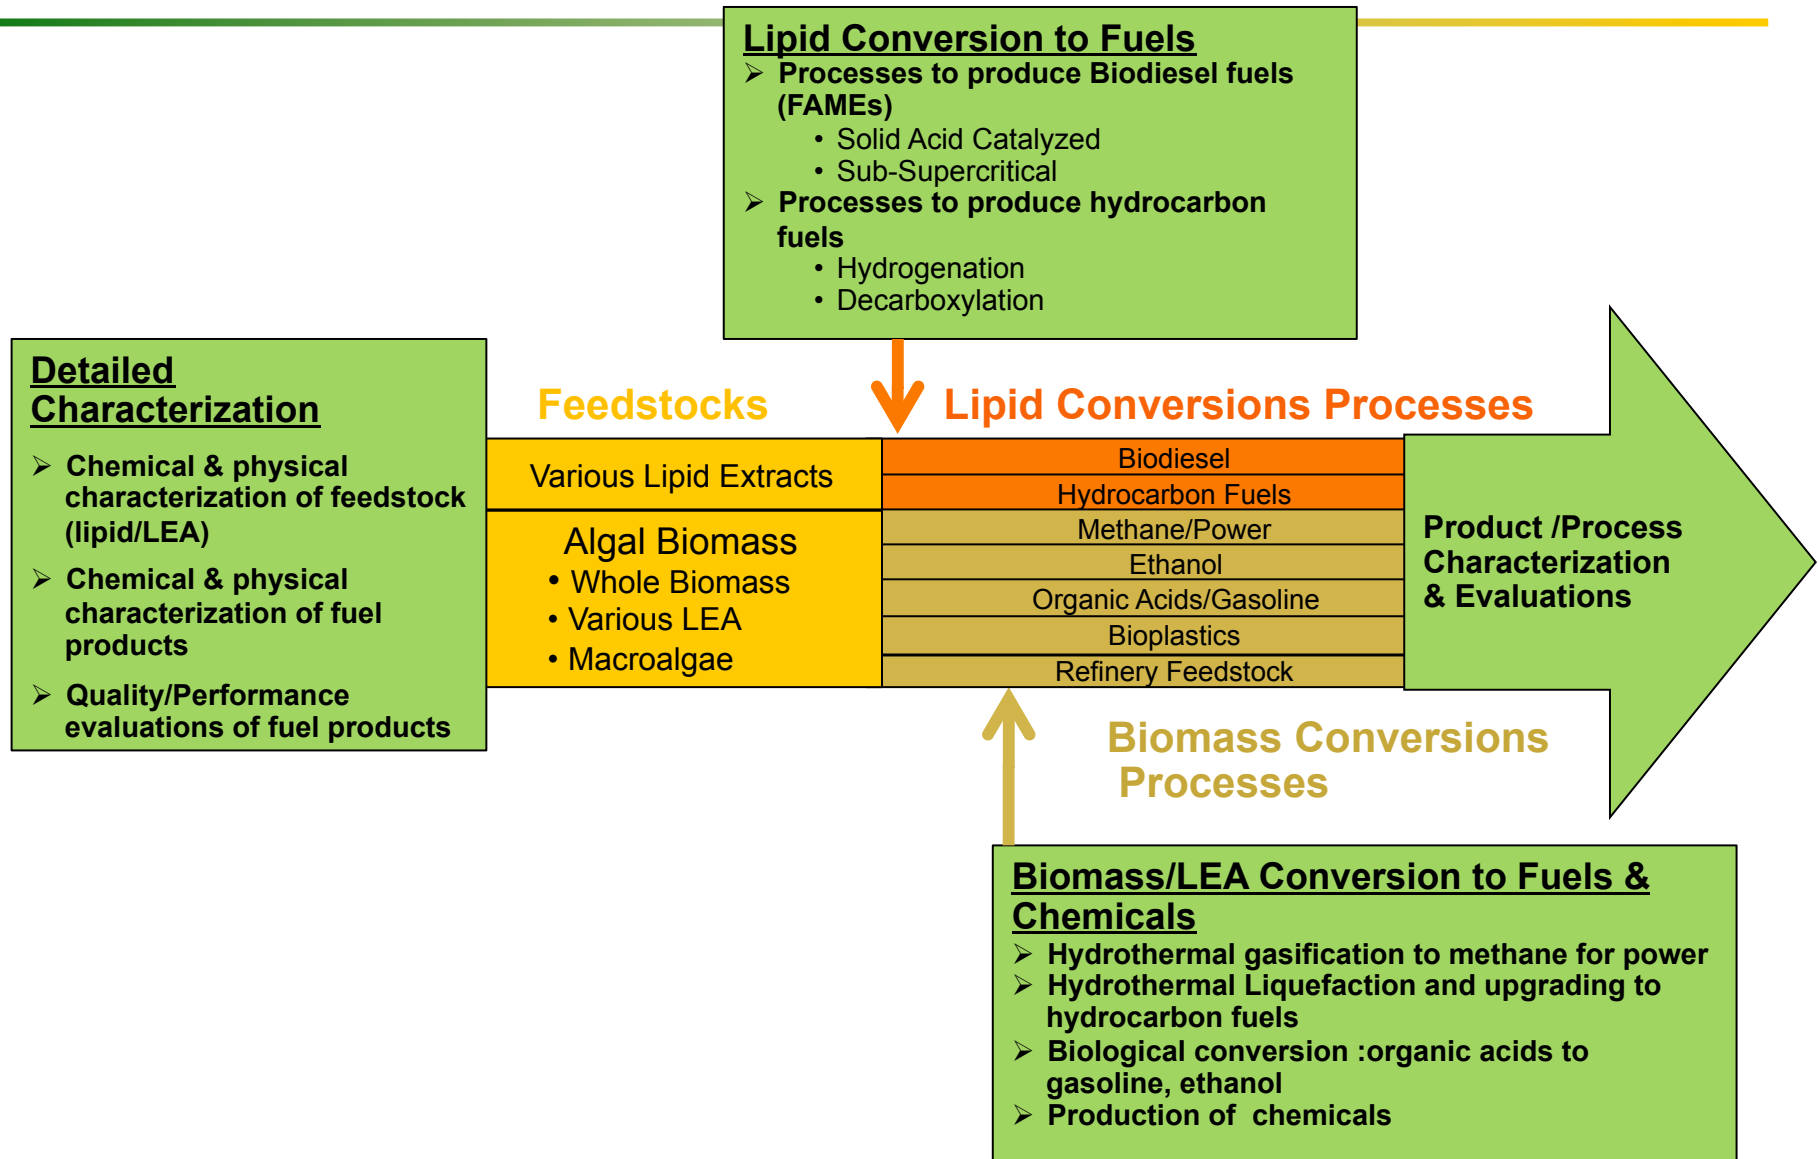 Lipid Conversion to Fuels
➢ Processes to produce Biodiesel fuels
(FAMEs)
• Solid Acid Catalyzed
• Sub-Supercritical
➢ Processes to produce hydrocarbon
fuels
• Hydrogenation
• Decarboxylation
Detailed
Characterization
➢ Chemical & physical
characterization of feedstock
(lipid/LEA)
➢ Chemical & physical
characterization of fuel
products
➢ Quality/Performance
evaluations of fuel products
Feedstocks
Various Lipid Extracts
Algal Biomass
• Whole Biomass
• Various LEA
• Macroalgae
Lipid Conversions Processes
Biodiesel
Hydrocarbon Fuels
Methane/Power
Ethanol
Organic Acids/Gasoline
Bioplastics
Refinery Feedstock
Biomass Conversions
Processes
Product /Process
Characterization
& Evaluations
Biomass/LEA Conversion to Fuels &
Chemicals
➢ Hydrothermal gasification to methane for power
➢ Hydrothermal Liquefaction and upgrading to
hydrocarbon fuels
➢ Biological conversion :organic acids to
gasoline, ethanol
➢ Production of chemicals